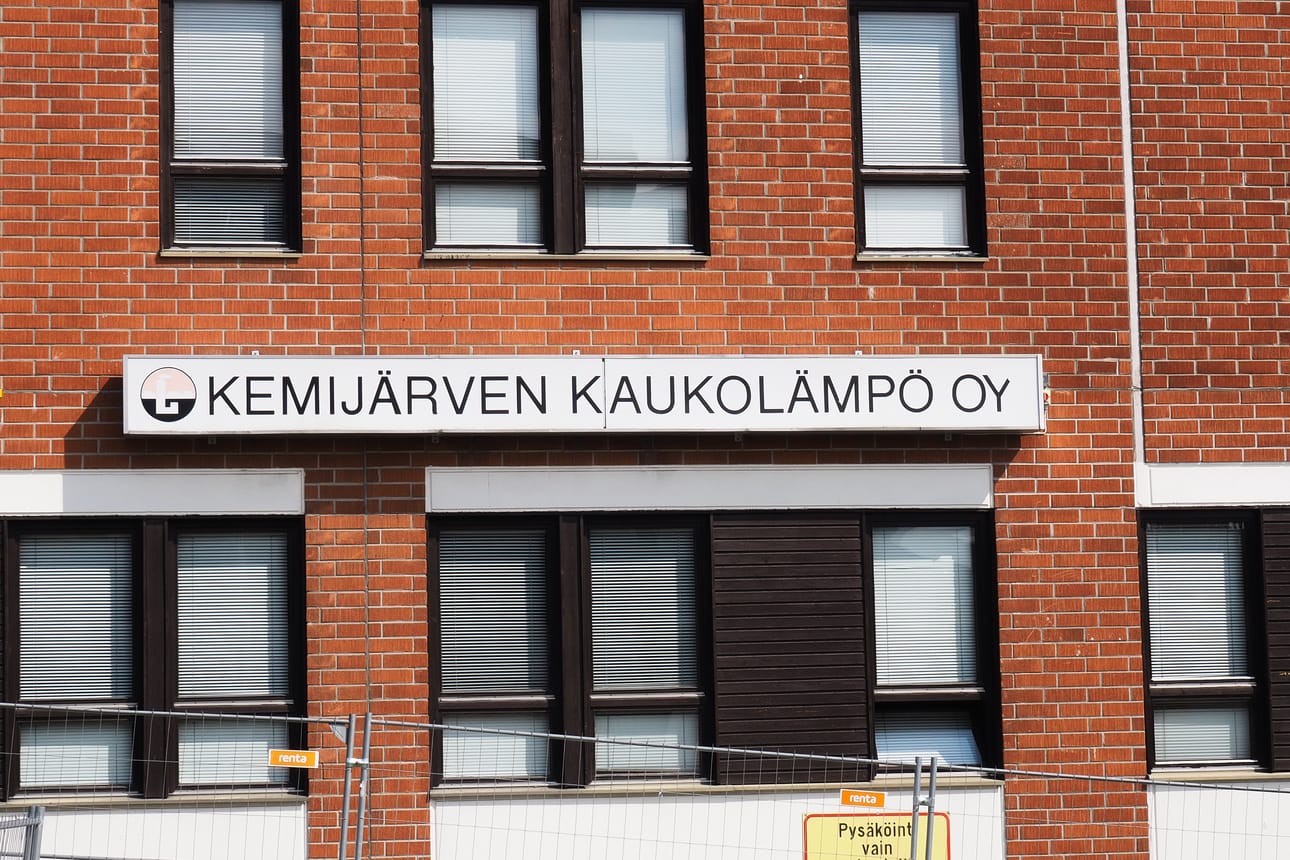 KEMIJÄRVEN KAUKOLÄMPÖ OY
renta
renta
Pysäköint
vain